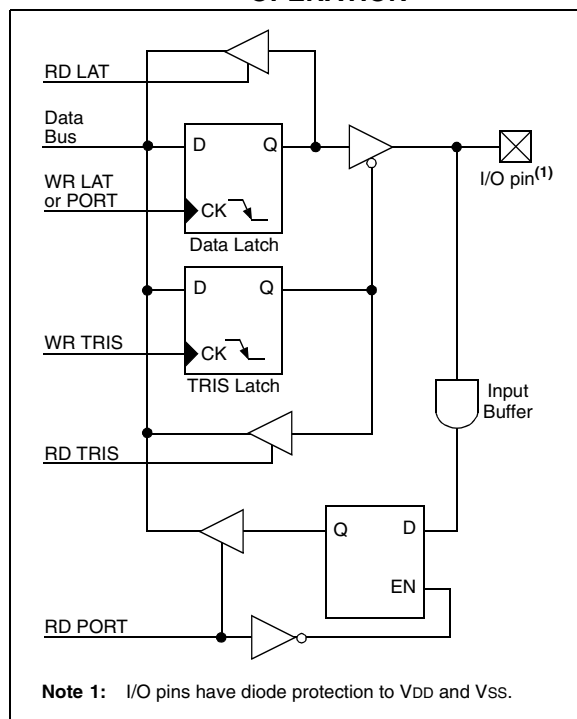 OPERATION
RD LAT
Data
Bus
D
Q
I/O pin(1)
WR LAT
or PORT
CK
Data Latch
D
Q
WR TRIS
CK
TRIS Latch
Input
Buffer
RD TRIS
Q
D
EN
RD PORT
Note 1: I/O pins have diode protection to VDD and VSS.